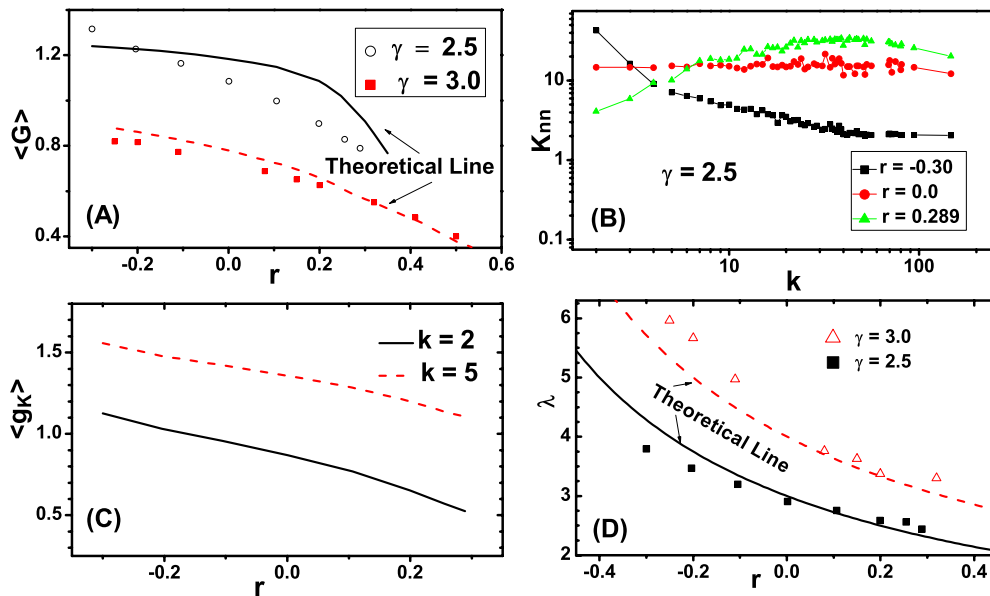 1.2
0.8
0.4
<G>
γ = 2.5
γ = 3.0
Theoretical Line
(A)
-0.2 0.0 0.2 0.4 0.6
r
10
1
0.1
Knn
γ = 2.5
r = -0.30
r = 0.0
r = 0.289
(B)
10 100
k
1.5
1.0
0.5
<gK>
k = 2
k = 5
(C)
-0.2 0.0 0.2
r
6
5
4
3
2
λ
γ = 3.0
γ = 2.5
Theoretical Line
(D)
-0.4 -0.2 0.0 0.2 0.4
r